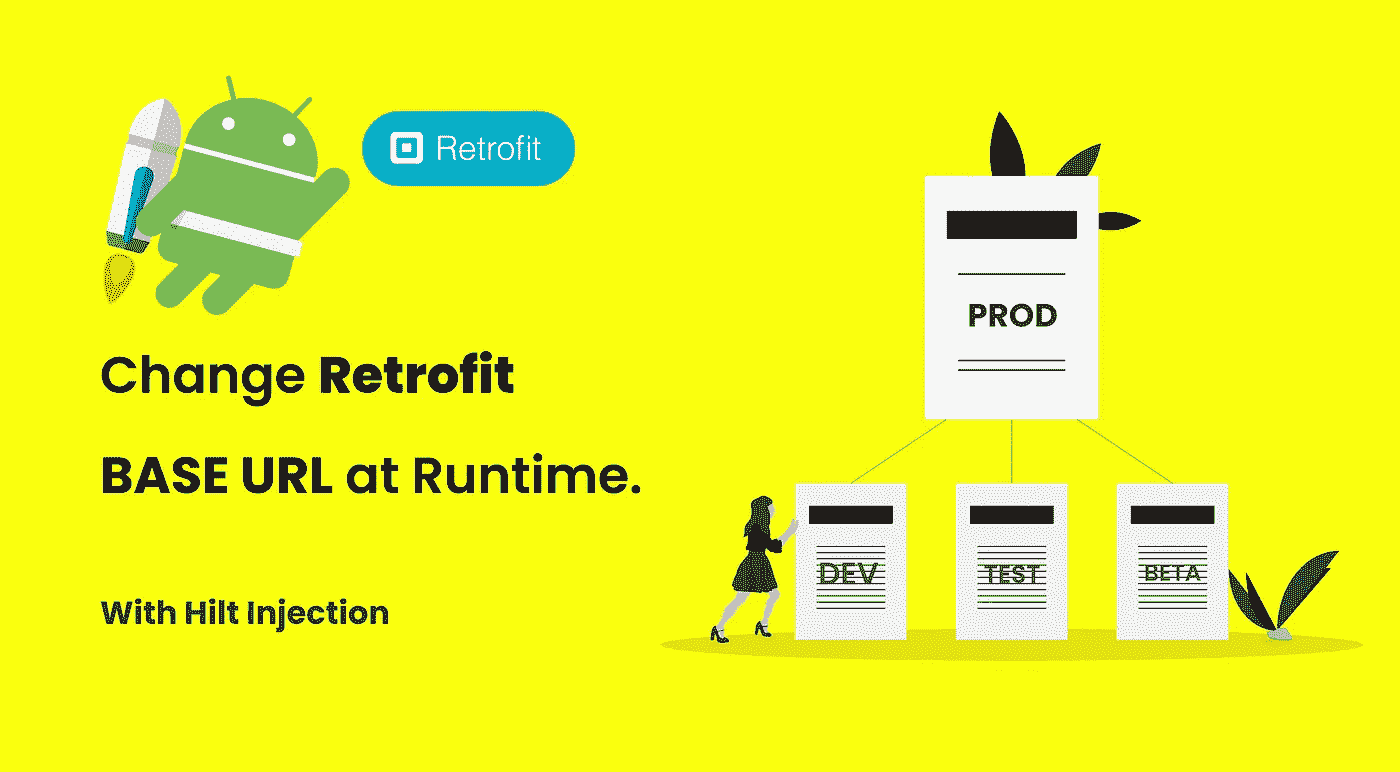 Retrofit
Change Retrofit
BASE URL at Runtime.
With Hilt Injection
PROD
DEV
TEST
BETA